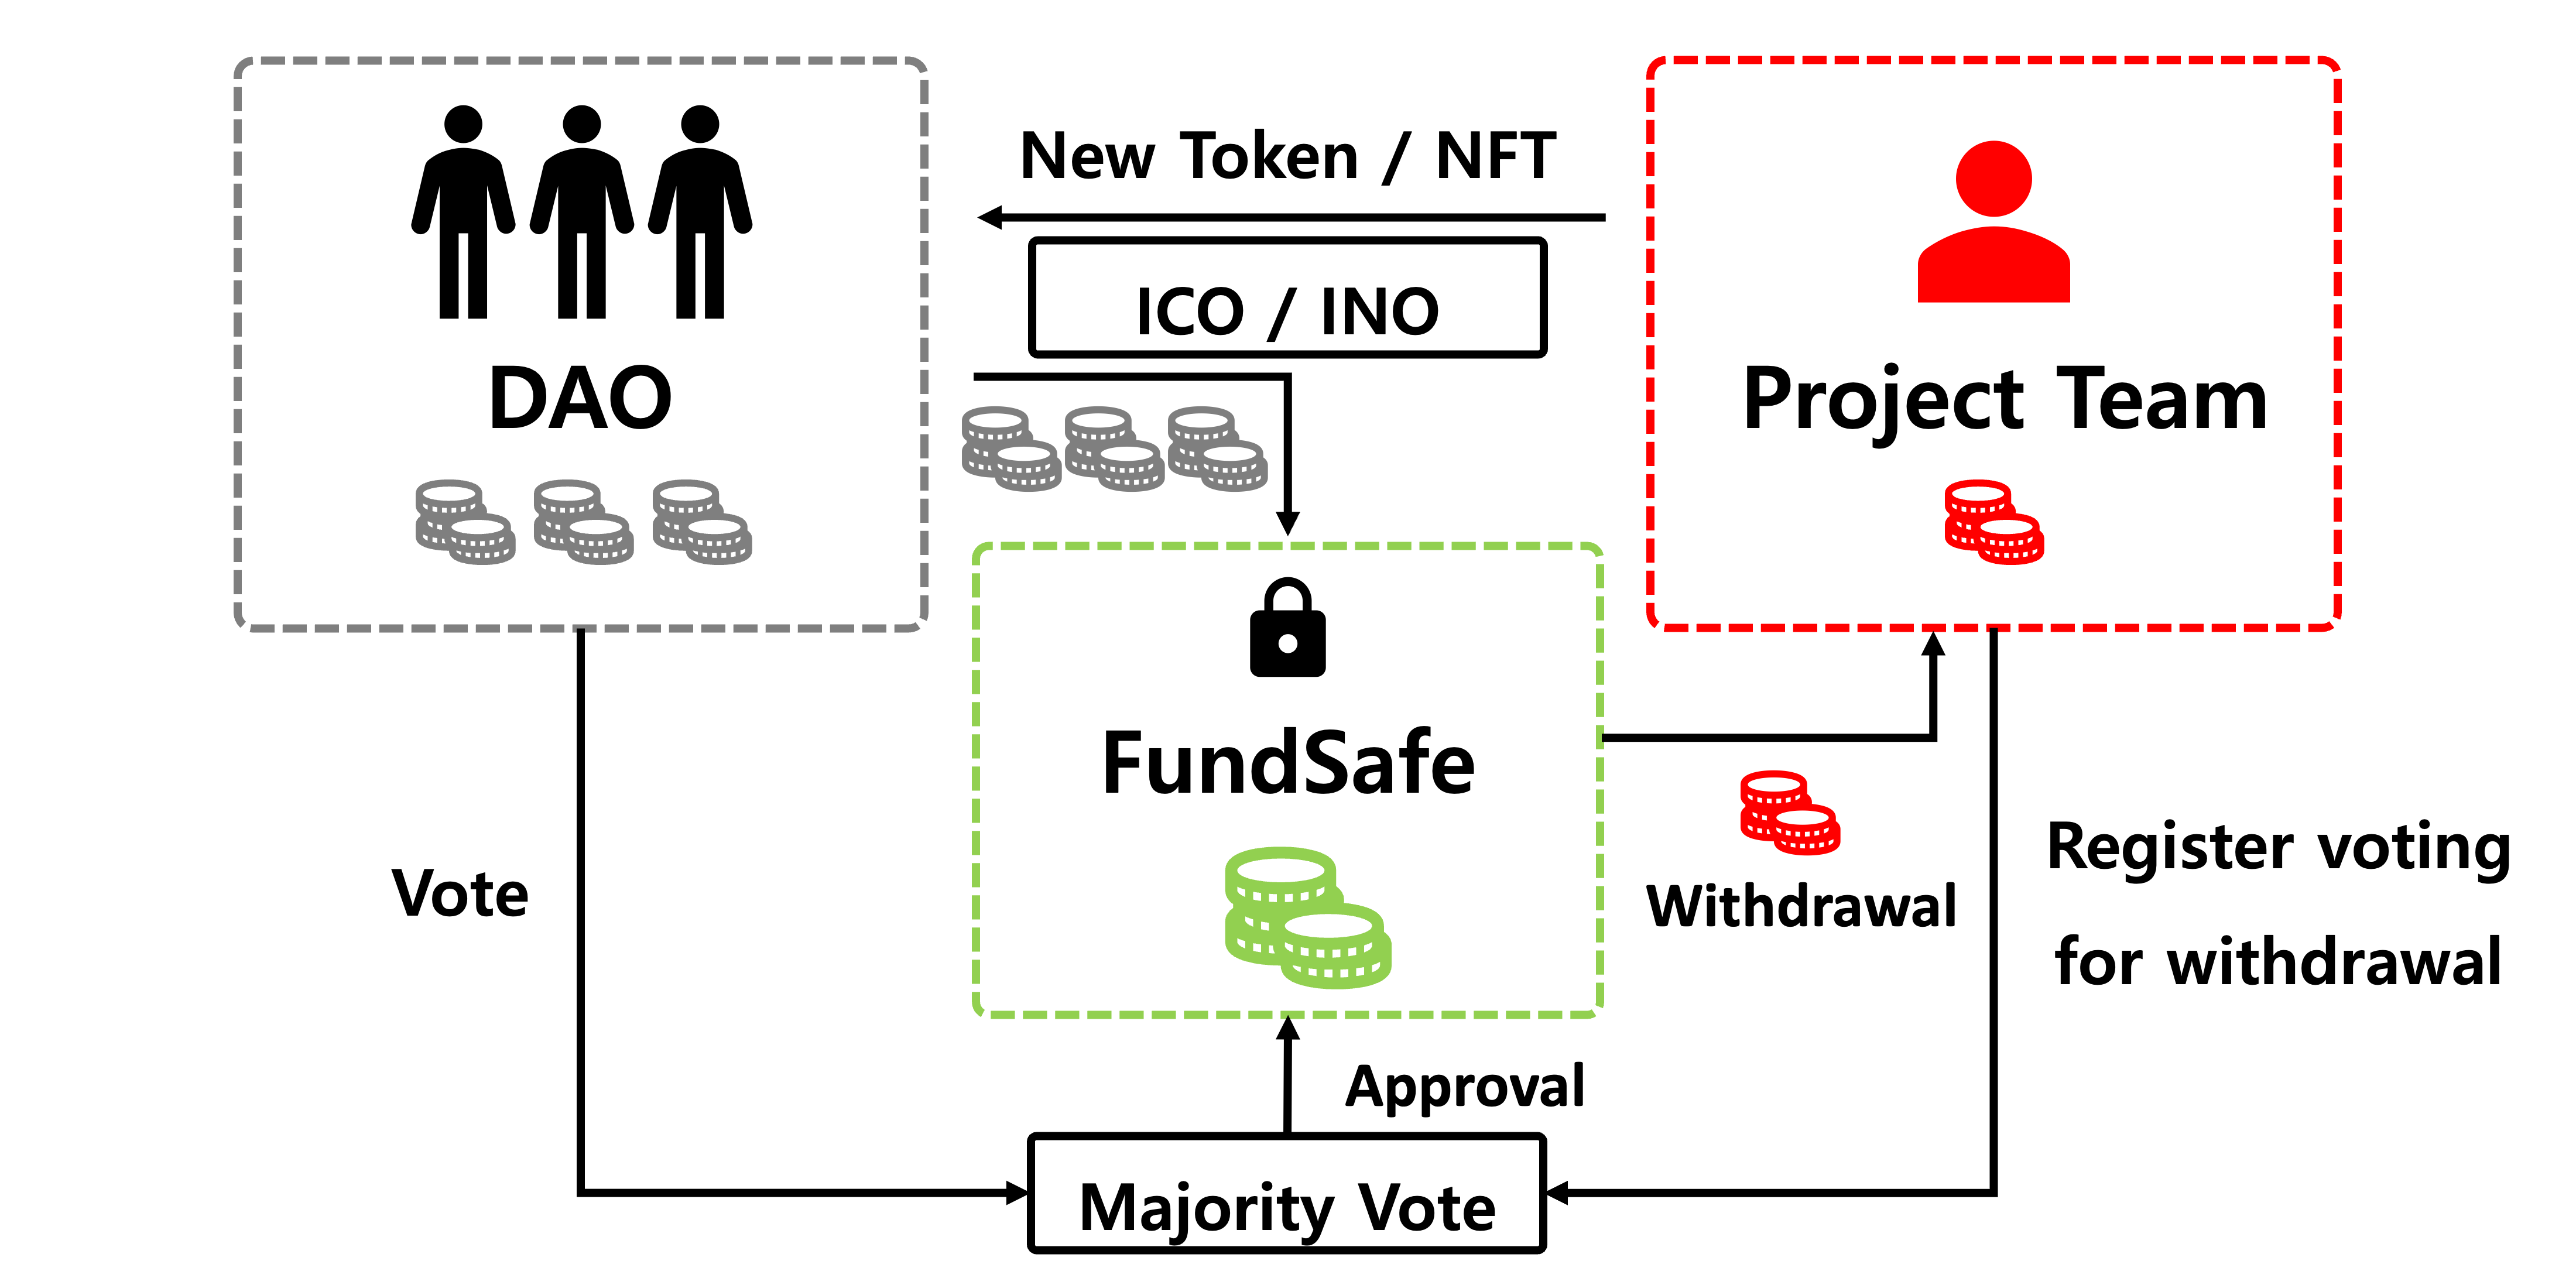 New Token / NFT
ICO / INO
DAO
Project Team
FundSafe
Vote
Withdrawal
Register voting
for withdrawal
Approval
Majority Vote